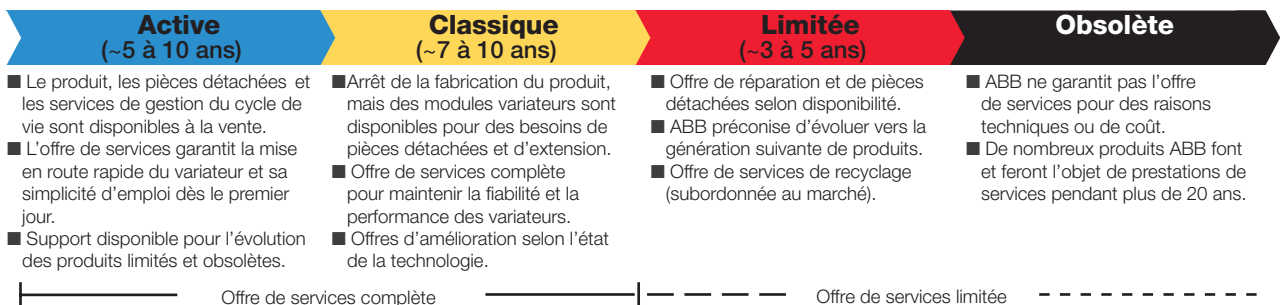 Active
(~5 à 10 ans)
■ Le produit, les pièces détachées et
les services de gestion du cycle de
vie sont disponibles à la vente.
■ L'offre de services garantit la mise
en route rapide du variateur et sa
simplicité d'emploi dès le premier
jour.
■ Support disponible pour l'évolution
des produits limités et obsolètes.
Classique
(~7 à 10 ans)
■Arrêt de la fabrication du produit,
mais des modules variateurs sont
disponibles pour des besoins de
pièces détachées et d'extension.
■ Offre de services complète
pour maintenir la fiabilité et la
performance des variateurs.
■ Offres d'amélioration selon l'état
de la technologie.
Limitée
(~3 à 5 ans)
■ Offre de réparation et de pièces
détachées selon disponibilité.
■ ABB préconise d'évoluer vers la
génération suivante de produits.
■ Offre de services de recyclage
(subordonnée au marché).
Obsolète
■ ABB ne garantit pas l'offre
de services pour des raisons
techniques ou de coût.
■ De nombreux produits ABB font
et feront l'objet de prestations de
services pendant plus de 20 ans.
Offre de services complète
Offre de services limitée